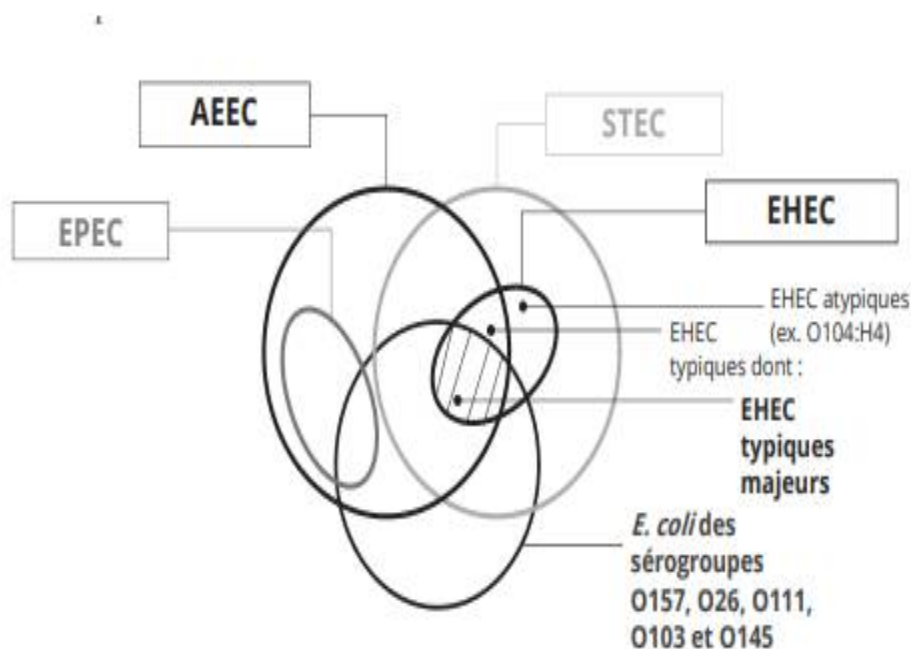 AEEC
STEC
EPEC
EHEC
EHEC atypiques
(ex. O104:H4)
EHEC
typiques dont :
EHEC
typiques
majeurs
E. coli des
sérogroupes
O157, O26, O111,
O103 et O145